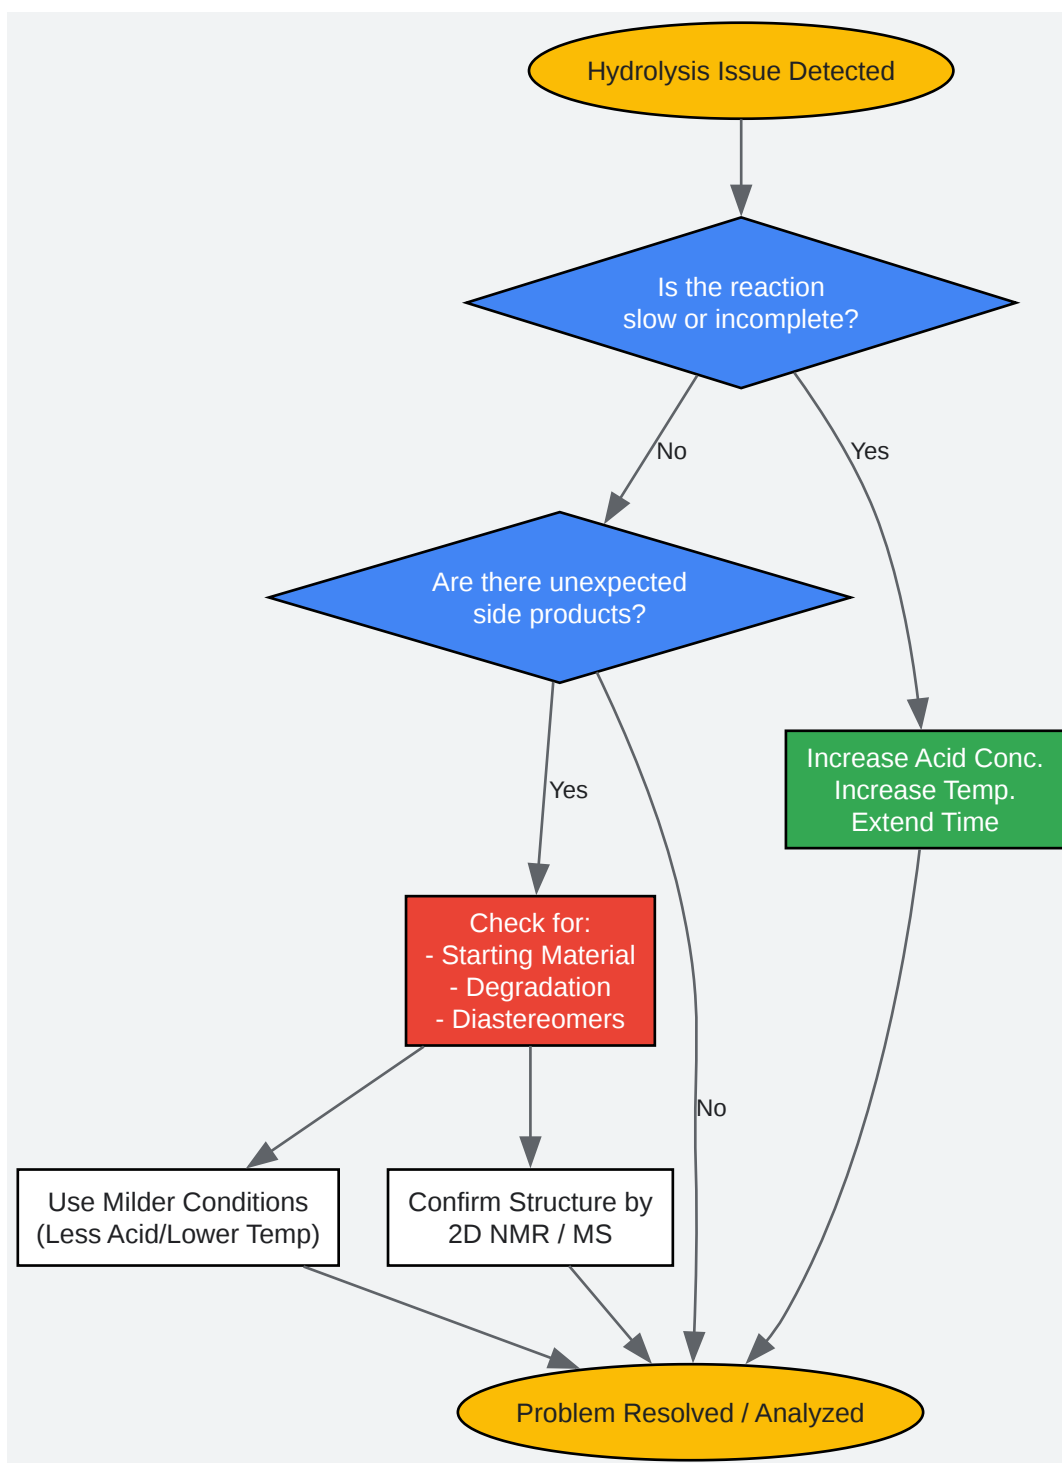 Hydrolysis Issue Detected
Is the reaction
slow or incomplete?
No
Yes
Are there unexpected
side products?
Increase Acid Conc.
Increase Temp.
Extend Time
Yes
Check for:
- Starting Material
- Degradation
- Diastereomers
No
Use Milder Conditions
(Less Acid/Lower Temp)
Confirm Structure by
2D NMR / MS
Problem Resolved / Analyzed